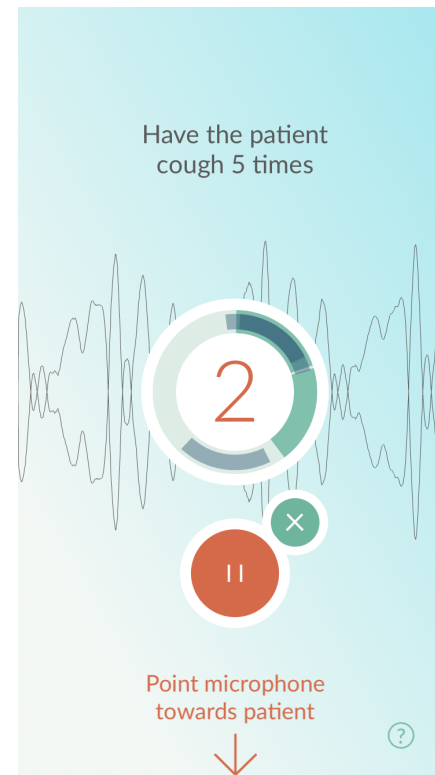 Have the patient
cough 5 times
2
Point microphone
towards patient
?